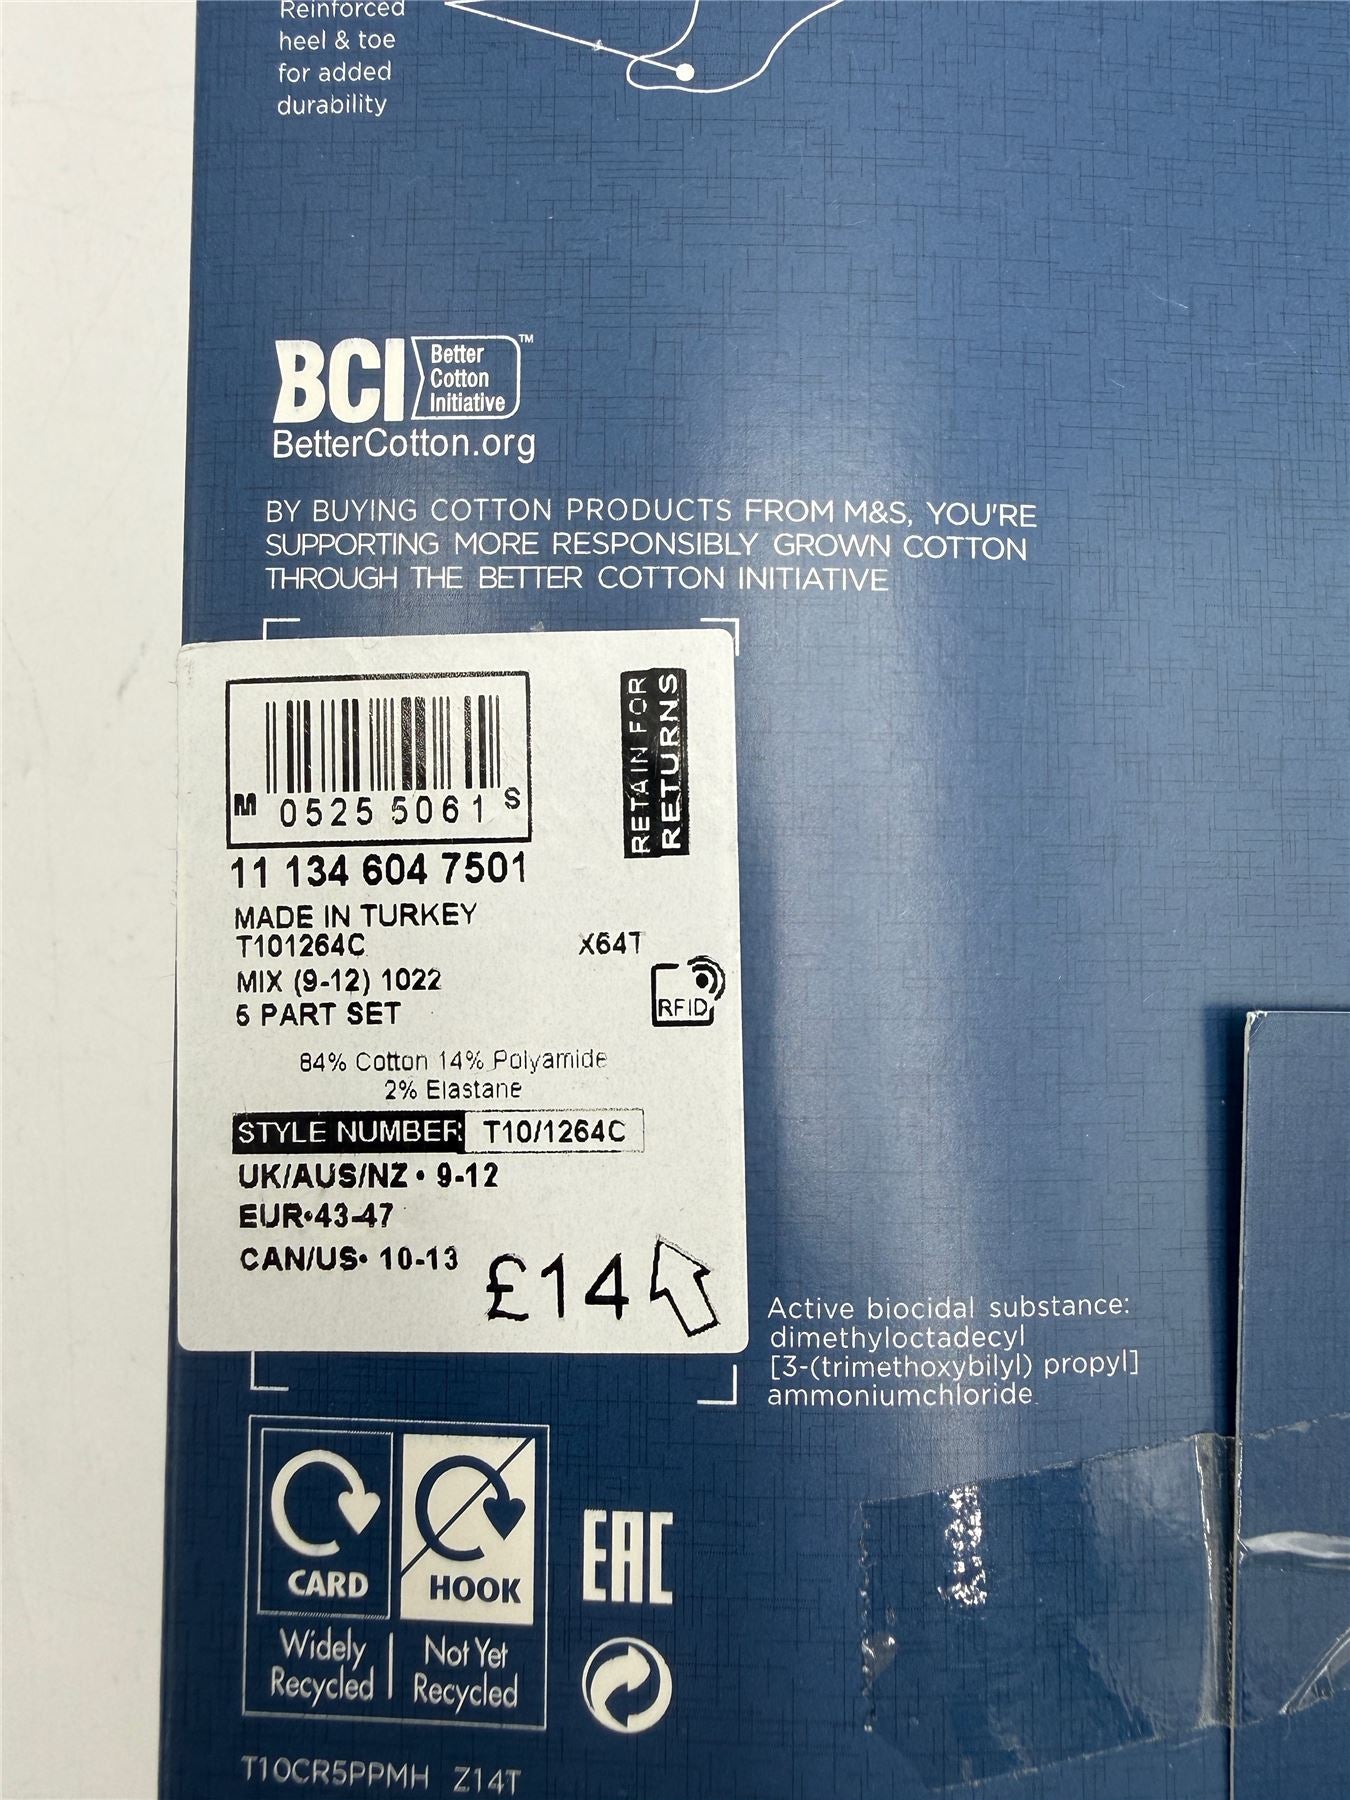 Reinforced
heel & toe
for added
durability
BCI
Better
Cotton
Initiative
™
BetterCotton.org
BY BUYING COTTON PRODUCTS FROM M&S, YOU'RE
SUPPORTING MORE RESPONSIBLY GROWN COTTON
THROUGH THE BETTER COTTON INITIATIVE
M 0525 5061 S
RETAIN FOR
RETURNS
11 134 604 7501
MADE IN TURKEY
T101264C X64T
MIX (9-12) 1022
5 PART SET
RFID
84% Cotton 14% Polyamide
2% Elastane
STYLE NUMBER T10/1264C
UK/AUS/NZ • 9-12
EUR•43-47
CAN/US• 10-13
£14
Active biocidal substance:
dimethyloctadecyl
[3-(trimethoxybilyl) propyl]
ammoniumchloride
CARD HOOK
Widely Not Yet
Recycled Recycled
EAC
T10CR5PPMH Z14T